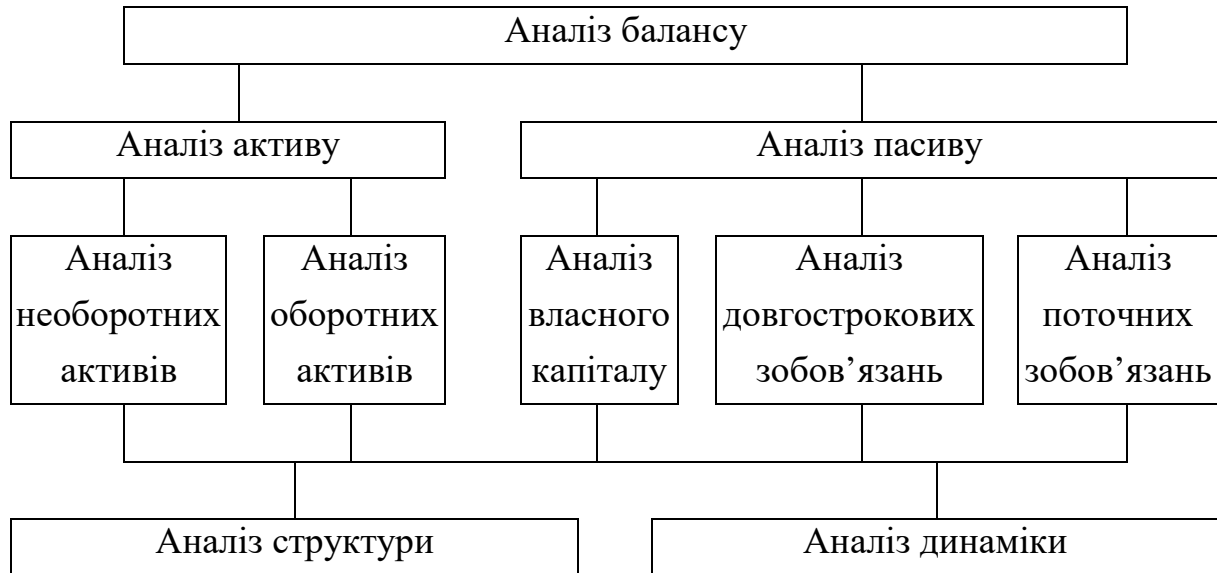 Аналіз балансу
Аналіз активу
Аналіз пасиву
Аналіз
необоротних
активів
Аналіз
оборотних
активів
Аналіз
власного
капіталу
Аналіз
довгострокових
зобов’язань
Аналіз
поточних
зобов’язань
Аналіз структури
Аналіз динаміки